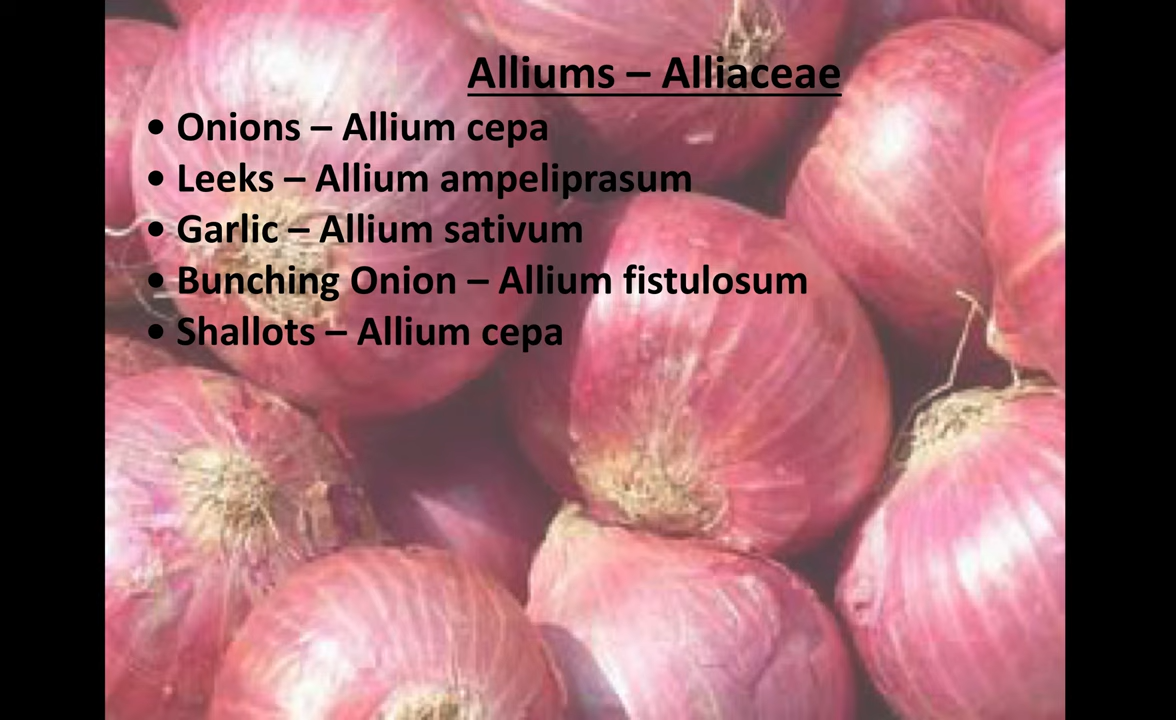 Alliums – Alliaceae
• Onions – Allium cepa
• Leeks – Allium ampeliprasum
• Garlic – Allium sativum
• Bunching Onion – Allium fistulosum
• Shallots – Allium cepa